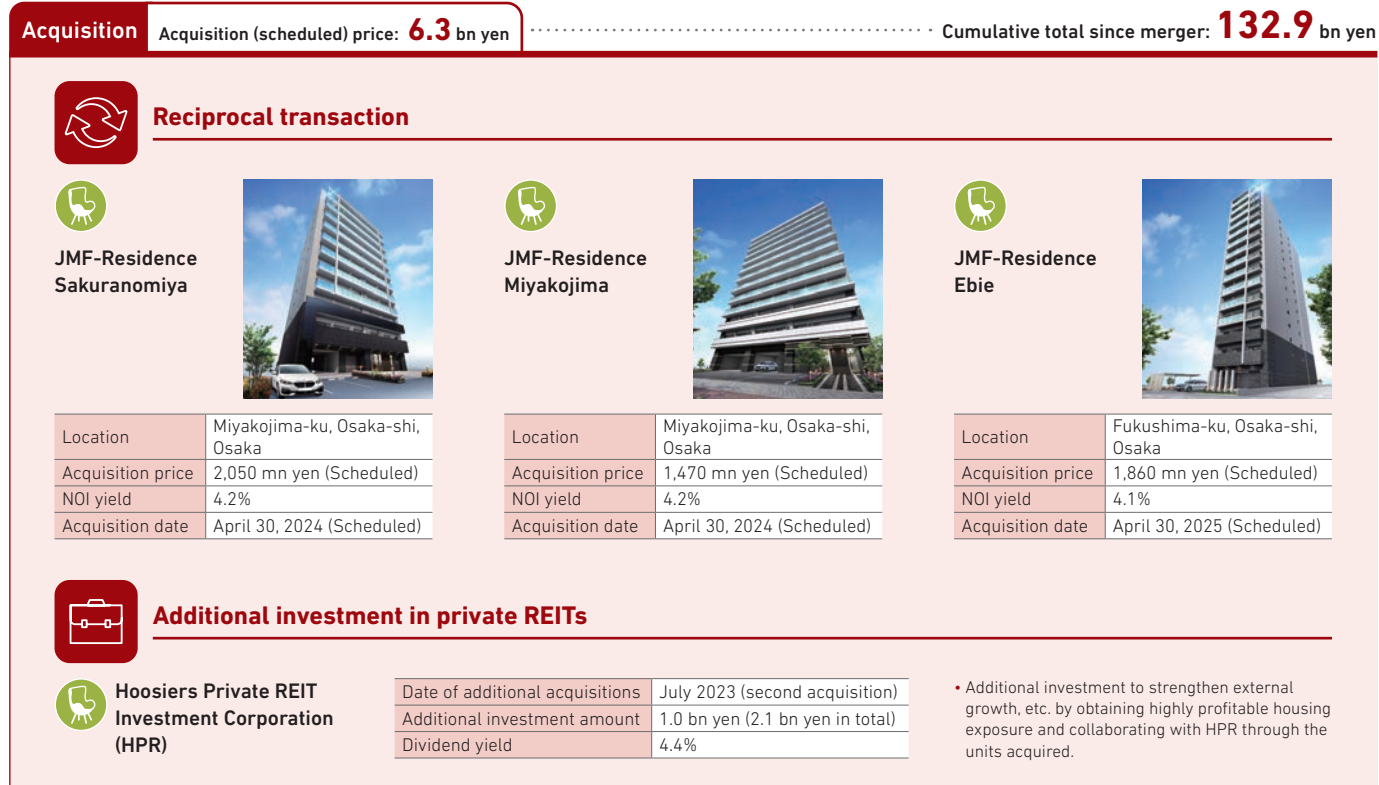 Acquisition
Acquisition (scheduled) price: 6.3 bn yen
Cumulative total since merger: 132.9 bn yen
Reciprocal transaction
JMF-Residence
Sakuranomiya
Location
Miyakojima-ku, Osaka-shi,
Osaka
Acquisition price
2,050 mn yen (Scheduled)
NOI yield
4.2%
Acquisition date
April 30, 2024 (Scheduled)
JMF-Residence
Miyakojima
Location
Miyakojima-ku, Osaka-shi,
Osaka
Acquisition price
1,470 mn yen (Scheduled)
NOI yield
4.2%
Acquisition date
April 30, 2024 (Scheduled)
JMF-Residence
Ebie
Location
Fukushima-ku, Osaka-shi,
Osaka
Acquisition price
1,860 mn yen (Scheduled)
NOI yield
4.1%
Acquisition date
April 30, 2025 (Scheduled)
Additional investment in private REITs
Hoosiers Private REIT
Investment Corporation
(HPR)
Date of additional acquisitions
July 2023 (second acquisition)
Additional investment amount
1.0 bn yen (2.1 bn yen in total)
Dividend yield
4.4%
• Additional investment to strengthen external
growth, etc. by obtaining highly profitable housing
exposure and collaborating with HPR through the
units acquired.